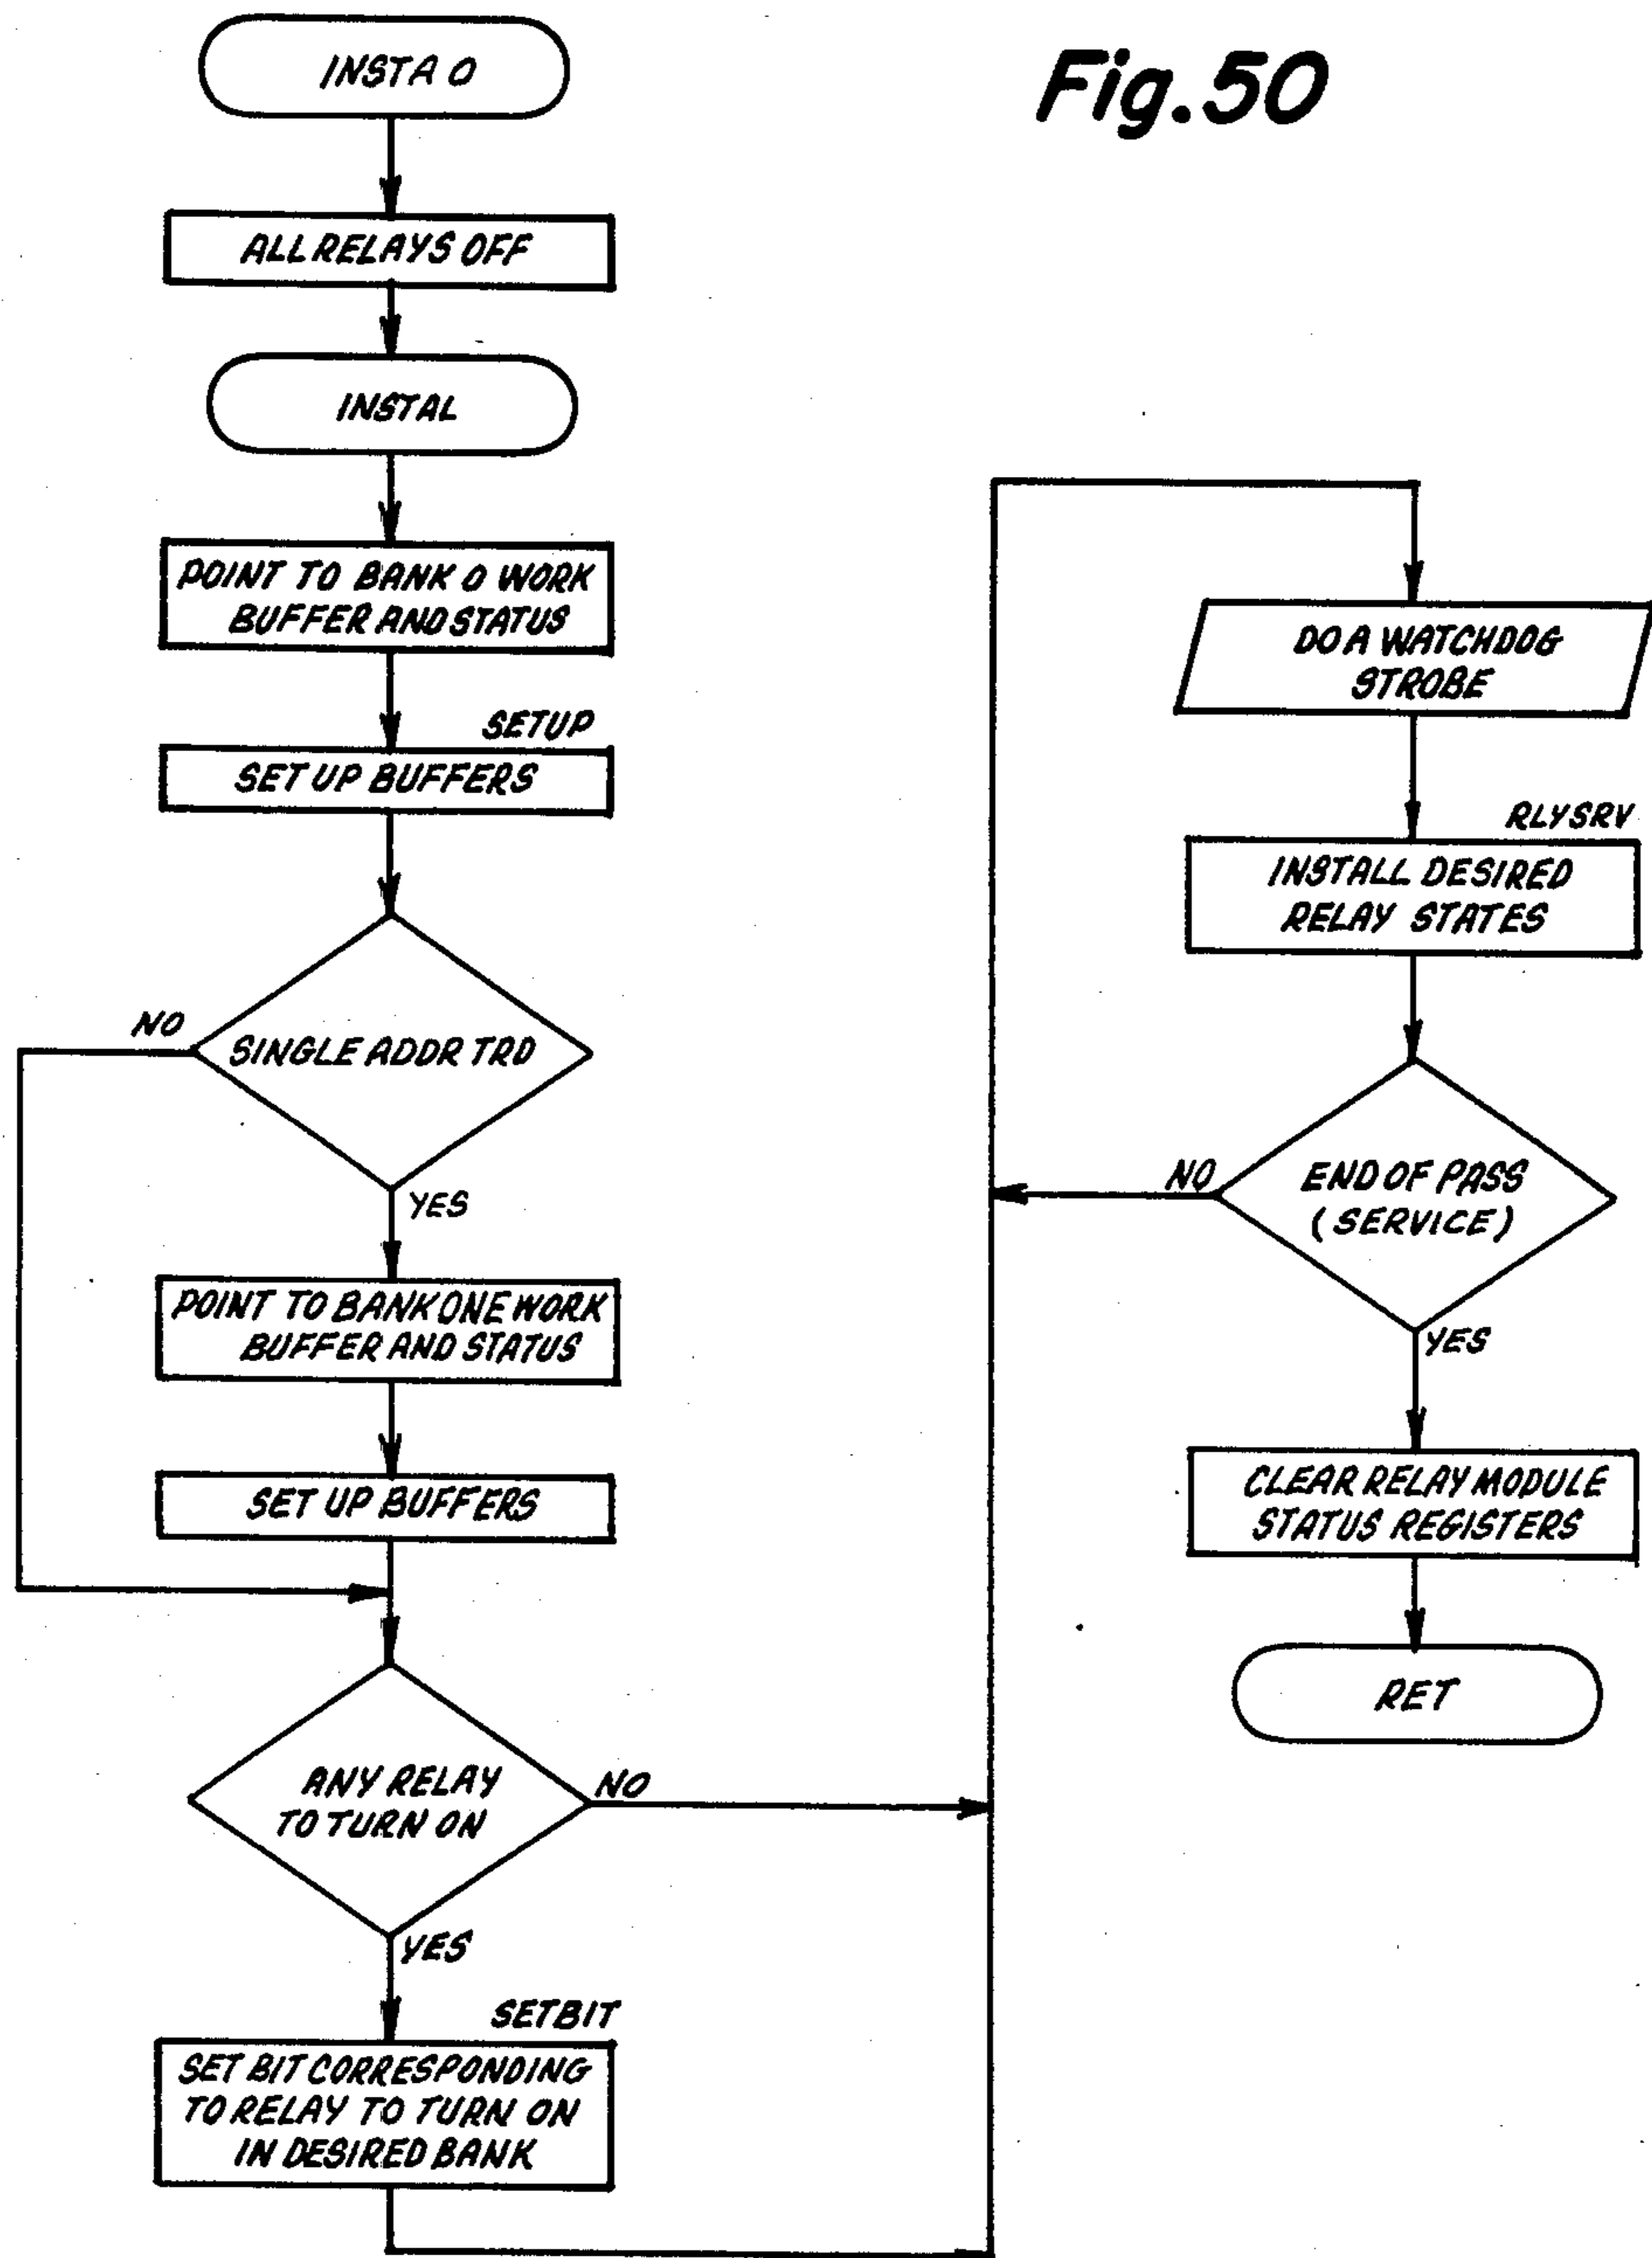 Fig.50
INSTA 0
ALL RELAYS OFF
INSTAL
POINT TO BANK 0 WORK
BUFFER AND STATUS
SETUP
SET UP BUFFERS
SINGLE ADDR TRD
NO
YES
POINT TO BANK ONE WORK
BUFFER AND STATUS
SET UP BUFFERS
ANY RELAY
TO TURN ON
NO
YES
SETBIT
SET BIT CORRESPONDING
TO RELAY TO TURN ON
IN DESIRED BANK
DO A WATCHDOG
STROBE
RLYSRV
INSTALL DESIRED
RELAY STATES
END OF PASS
(SERVICE)
NO
YES
CLEAR RELAY MODULE
STATUS REGISTERS
RET